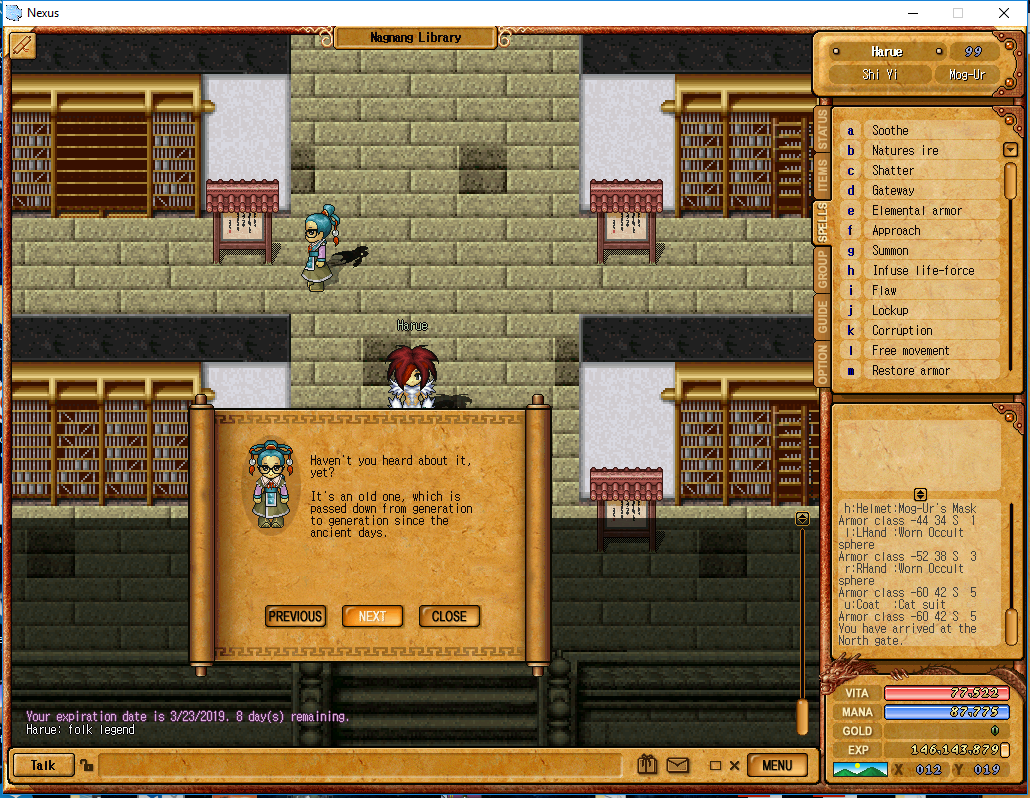 Nexus
Nagnang Library
Harue 99
Shi Yi Mog-Ur
STATUS
ITEMS
SPELLS
GROUP
GUIDE
OPTION
a Soothe
b Natures ire
c Shatter
d Gateway
e Elemental armor
f Approach
g Summon
h Infuse life-force
i Flaw
j Lockup
k Corruption
l Free movement
m Restore armor
Harue
Haven't you heard about it,
yet?
It's an old one, which is
passed down from generation
to generation since the
ancient days.
PREVIOUS NEXT CLOSE
h:Helmet:Mog-Ur's Mask
Armor class -44 34 S 1
l:LHand :Worn Occult
sphere
Armor class -52 38 S 3
r:RHand :Worn Occult
sphere
Armor class -60 42 S 5
u:Coat :Cat suit
Armor class -60 42 S 5
You have arrived at the
North gate.
Your expiration date is 3/23/2019. 8 day(s) remaining.
Harue: folk legend
VITA 77,522
MANA 87,775
GOLD 0
EXP 146,143,879
X 012 Y 019
Talk
MENU